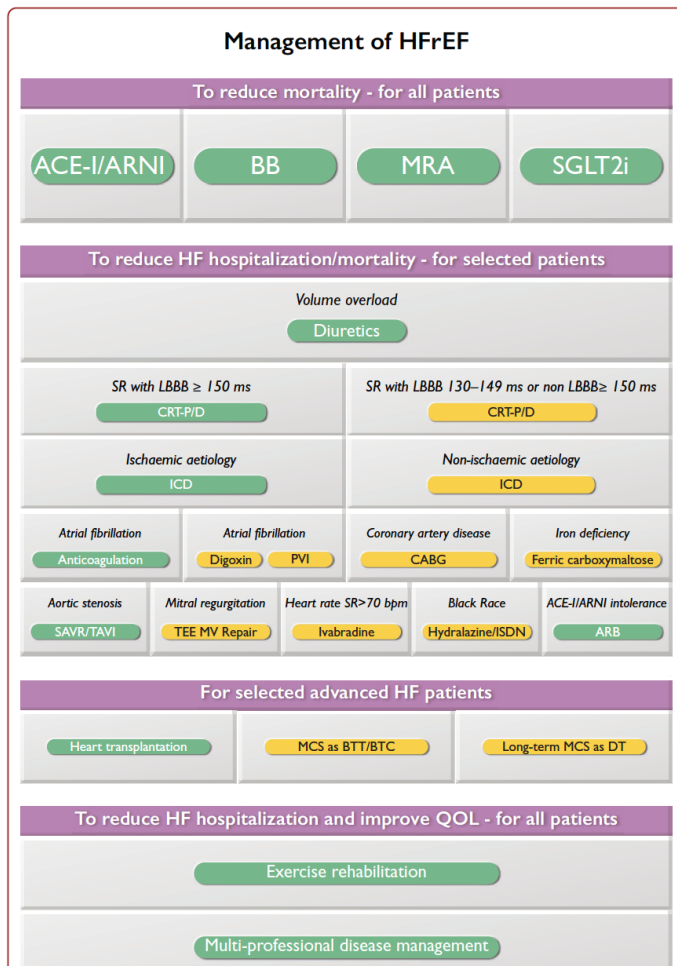 Management of HFrEF
To reduce mortality - for all patients
ACE-I/ARNI BB MRA SGLT2i
To reduce HF hospitalization/mortality - for selected patients
Volume overload
Diuretics
SR with LBBB ≥ 150 ms SR with LBBB 130–149 ms or non LBBB≥ 150 ms
CRT-P/D CRT-P/D
Ischaemic aetiology Non-ischaemic aetiology
ICD ICD
Atrial fibrillation Atrial fibrillation Coronary artery disease Iron deficiency
Anticoagulation Digoxin PVI CABG Ferric carboxymaltose
Aortic stenosis Mitral regurgitation Heart rate SR>70 bpm Black Race ACE-I/ARNI intolerance
SAVR/TAVI TEE MV Repair Ivabradine Hydralazine/ISDN ARB
For selected advanced HF patients
Heart transplantation MCS as BTT/BTC Long-term MCS as DT
To reduce HF hospitalization and improve QOL - for all patients
Exercise rehabilitation
Multi-professional disease management